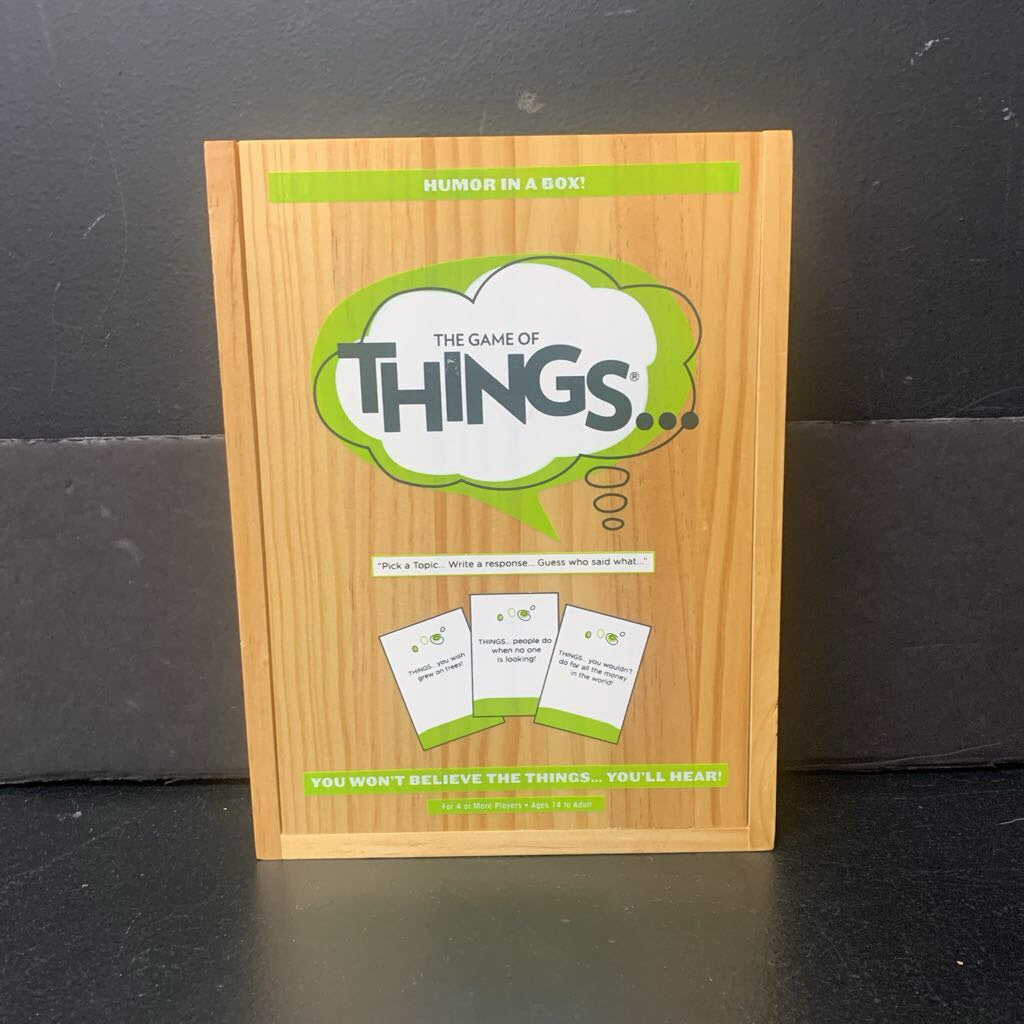 HUMOR IN A BOX!
THE GAME OF
THINGS®...
"Pick a Topic... Write a response... Guess who said what..."
THINGS... you wish
grew on trees!
THINGS... people do
when no one
is looking!
THINGS... you wouldn't
do for all the money
in the world!
YOU WON'T BELIEVE THE THINGS... YOU'LL HEAR!
For 4 or More Players • Ages 14 to Adult